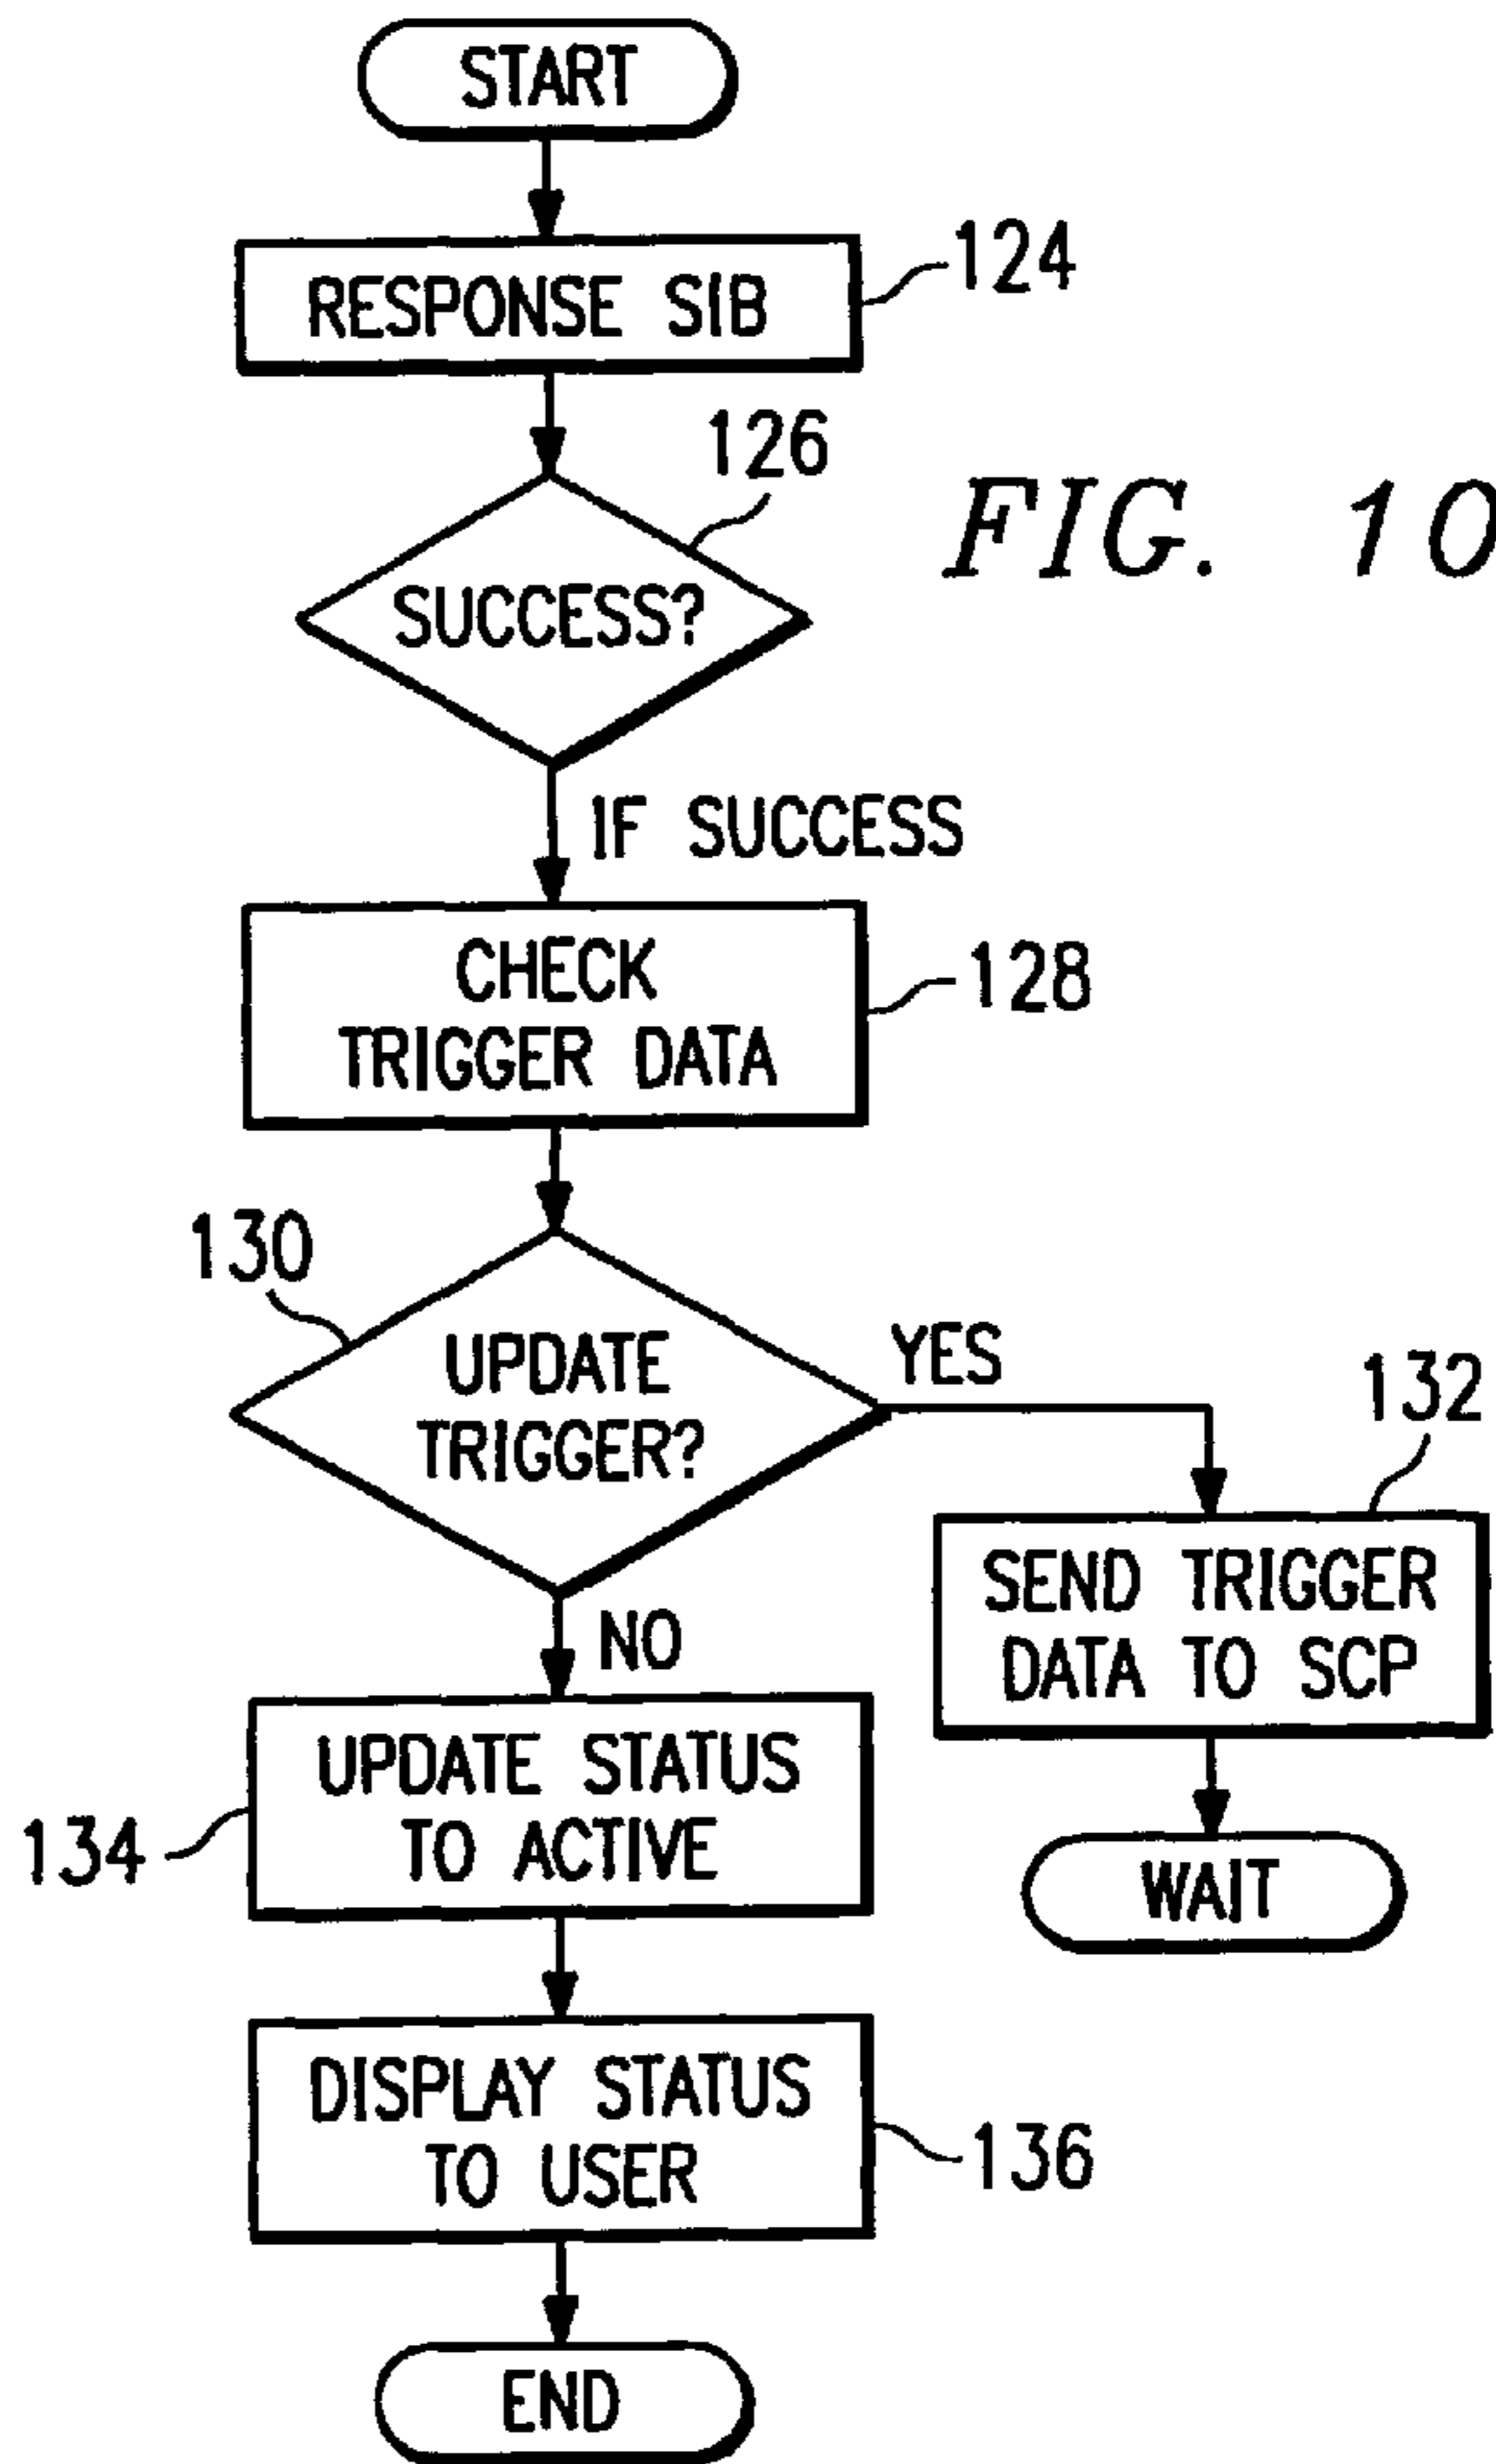 START
RESPONSE SIB
124
126
FIG. 10
SUCCESS?
IF SUCCESS
CHECK
TRIGGER DATA
128
130
UPDATE
TRIGGER?
YES
132
SEND TRIGGER
DATA TO SCP
NO
WAIT
UPDATE STATUS
TO ACTIVE
134
DISPLAY STATUS
TO USER
136
END